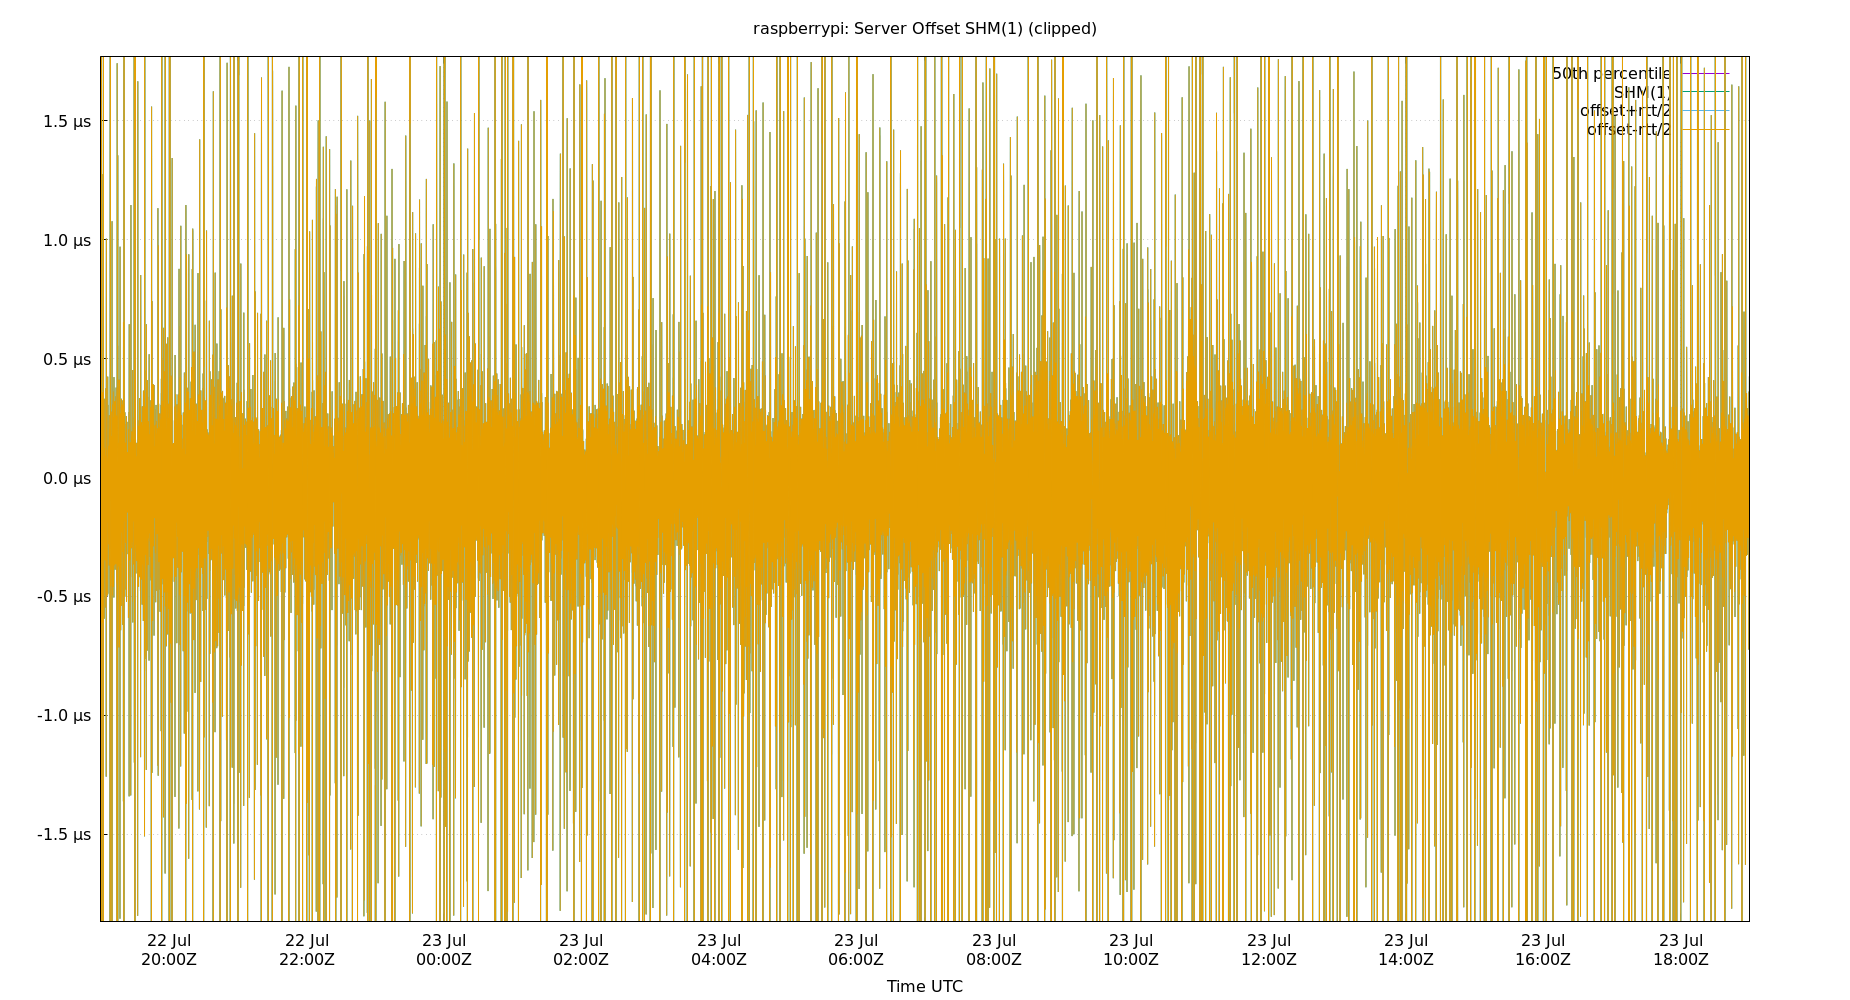 raspberrypi: Server Offset SHM(1) (clipped)
50th percentile
SHM(1)
offset+rtt/2
offset-rtt/2
1.5 µs
1.0 µs
0.5 µs
0.0 µs
-0.5 µs
-1.0 µs
-1.5 µs
22 Jul 22 Jul 23 Jul 23 Jul 23 Jul 23 Jul 23 Jul 23 Jul 23 Jul 23 Jul 23 Jul 23 Jul
20:00Z 22:00Z 00:00Z 02:00Z 04:00Z 06:00Z 08:00Z 10:00Z 12:00Z 14:00Z 16:00Z 18:00Z
Time UTC